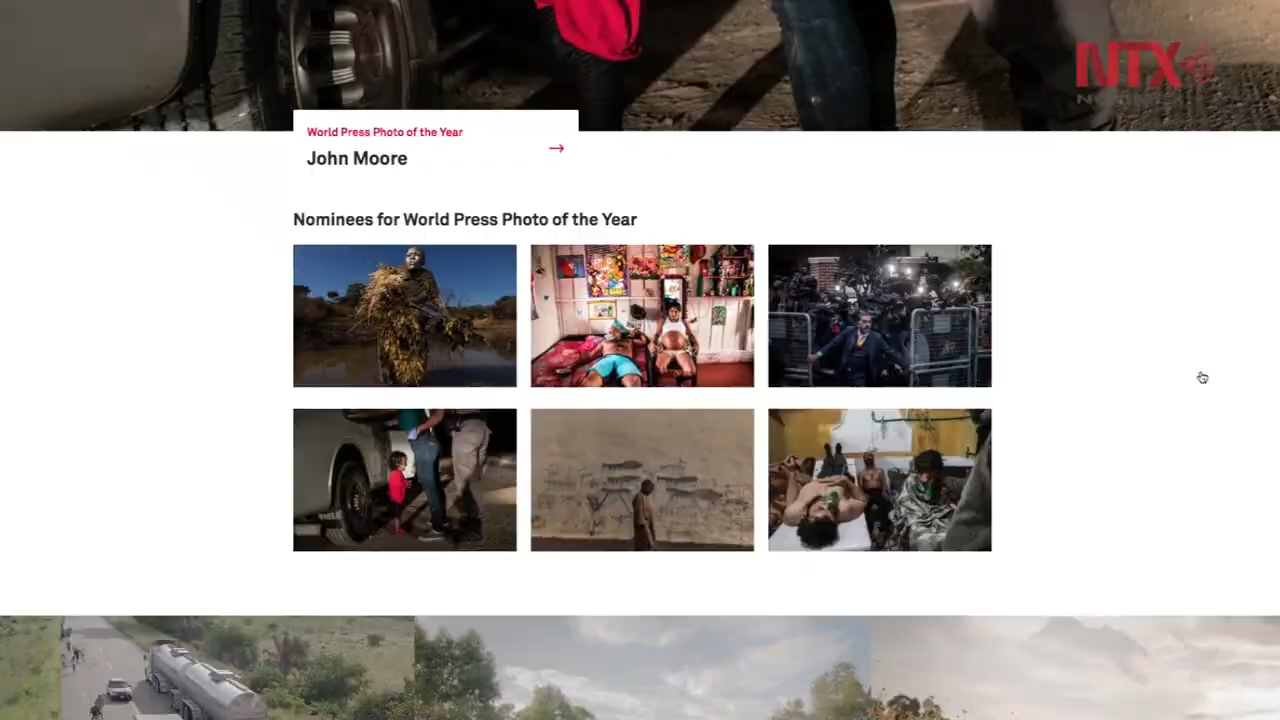 NTX
World Press Photo of the Year
John Moore
Nominees for World Press Photo of the Year